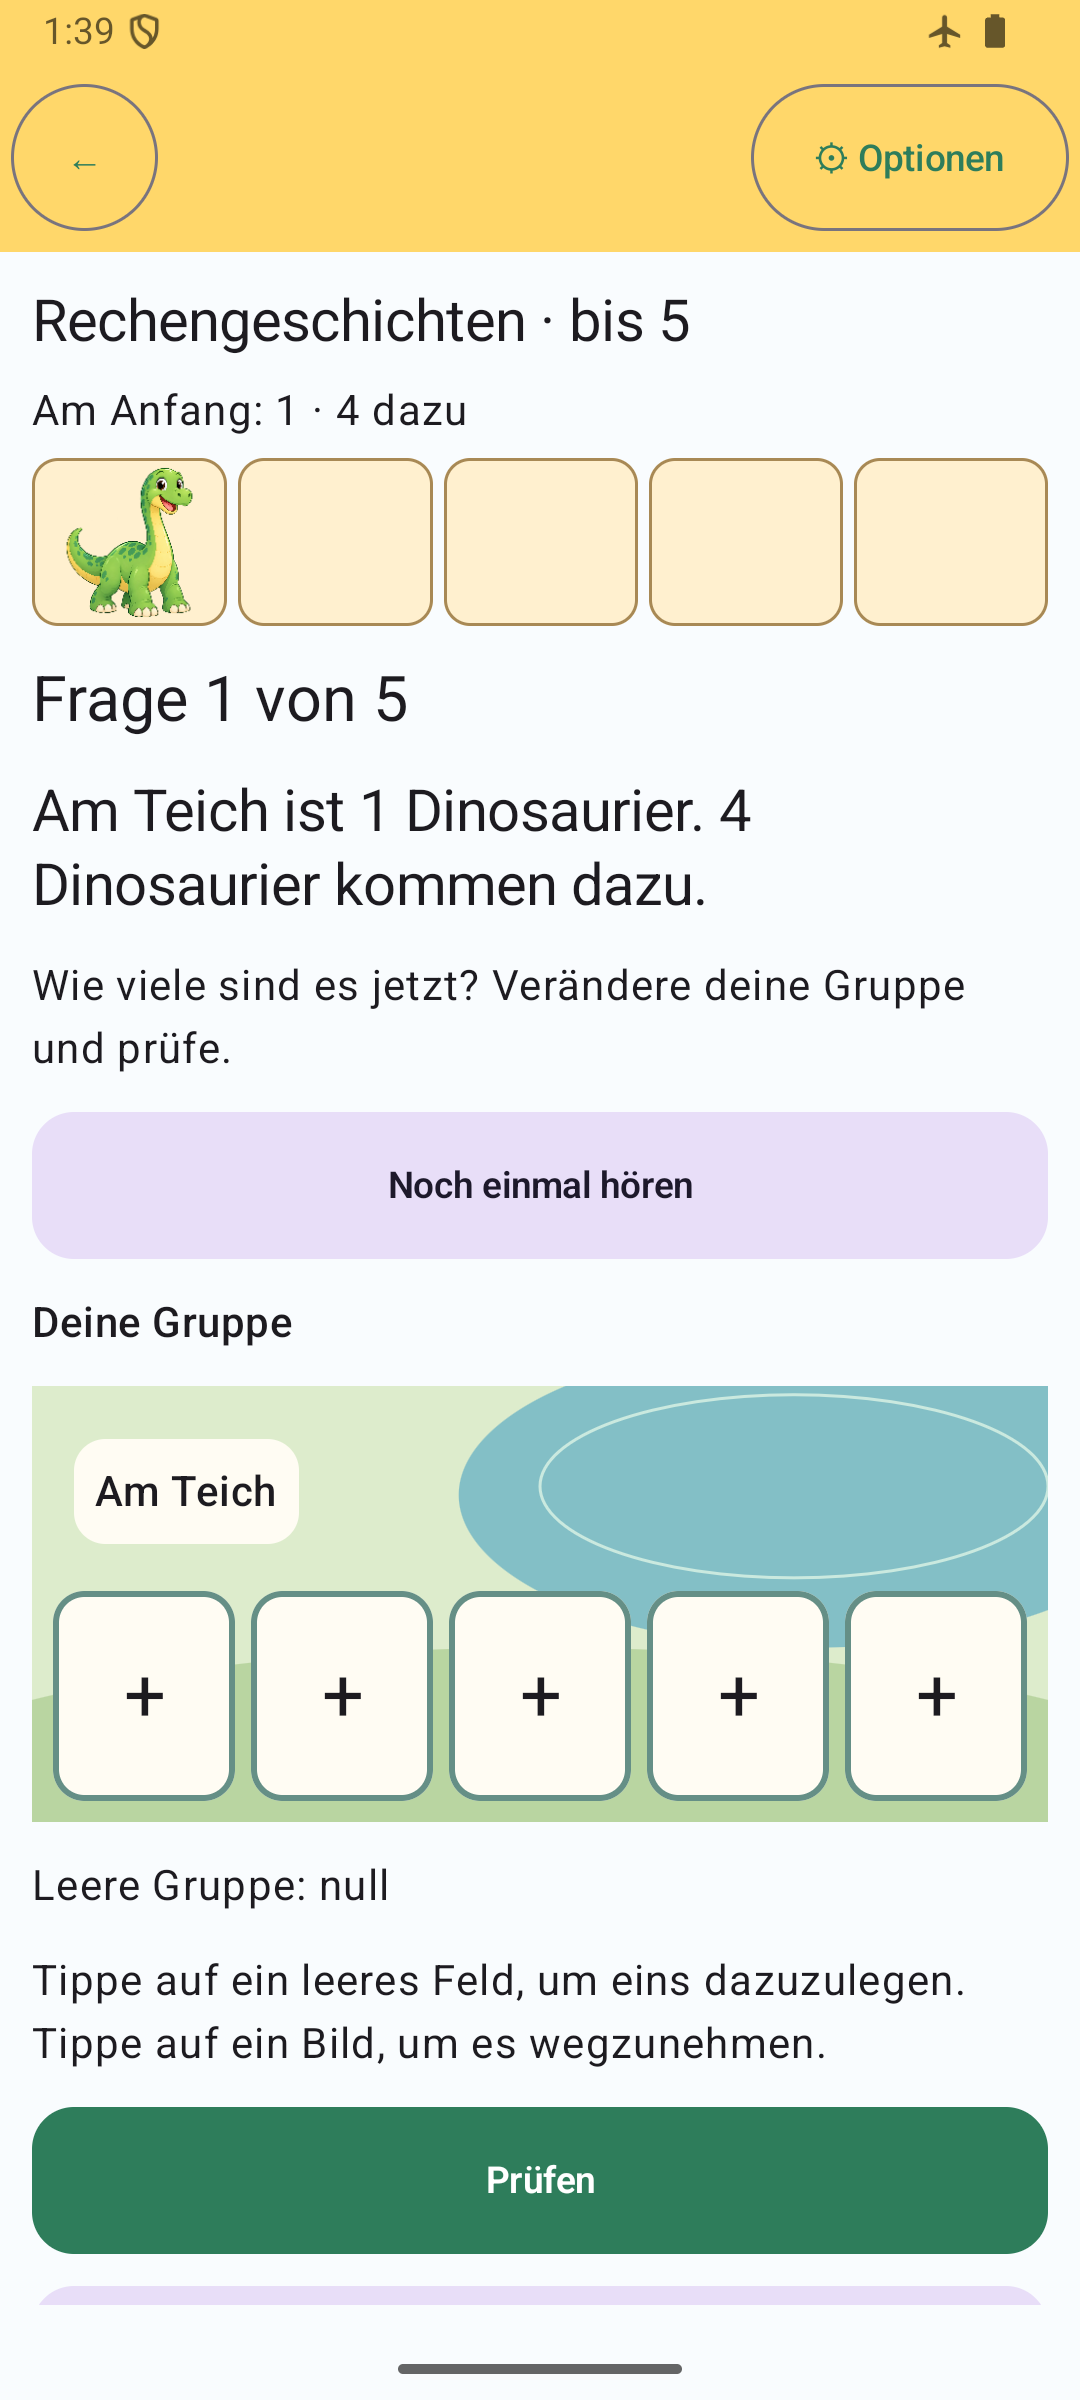 1:39
←
Optionen
Rechengeschichten · bis 5
Am Anfang: 1 · 4 dazu
Frage 1 von 5
Am Teich ist 1 Dinosaurier. 4
Dinosaurier kommen dazu.
Wie viele sind es jetzt? Verändere deine Gruppe
und prüfe.
Noch einmal hören
Deine Gruppe
Am Teich
+ + + + +
Leere Gruppe: null
Tippe auf ein leeres Feld, um eins dazuzulegen.
Tippe auf ein Bild, um es wegzunehmen.
Prüfen